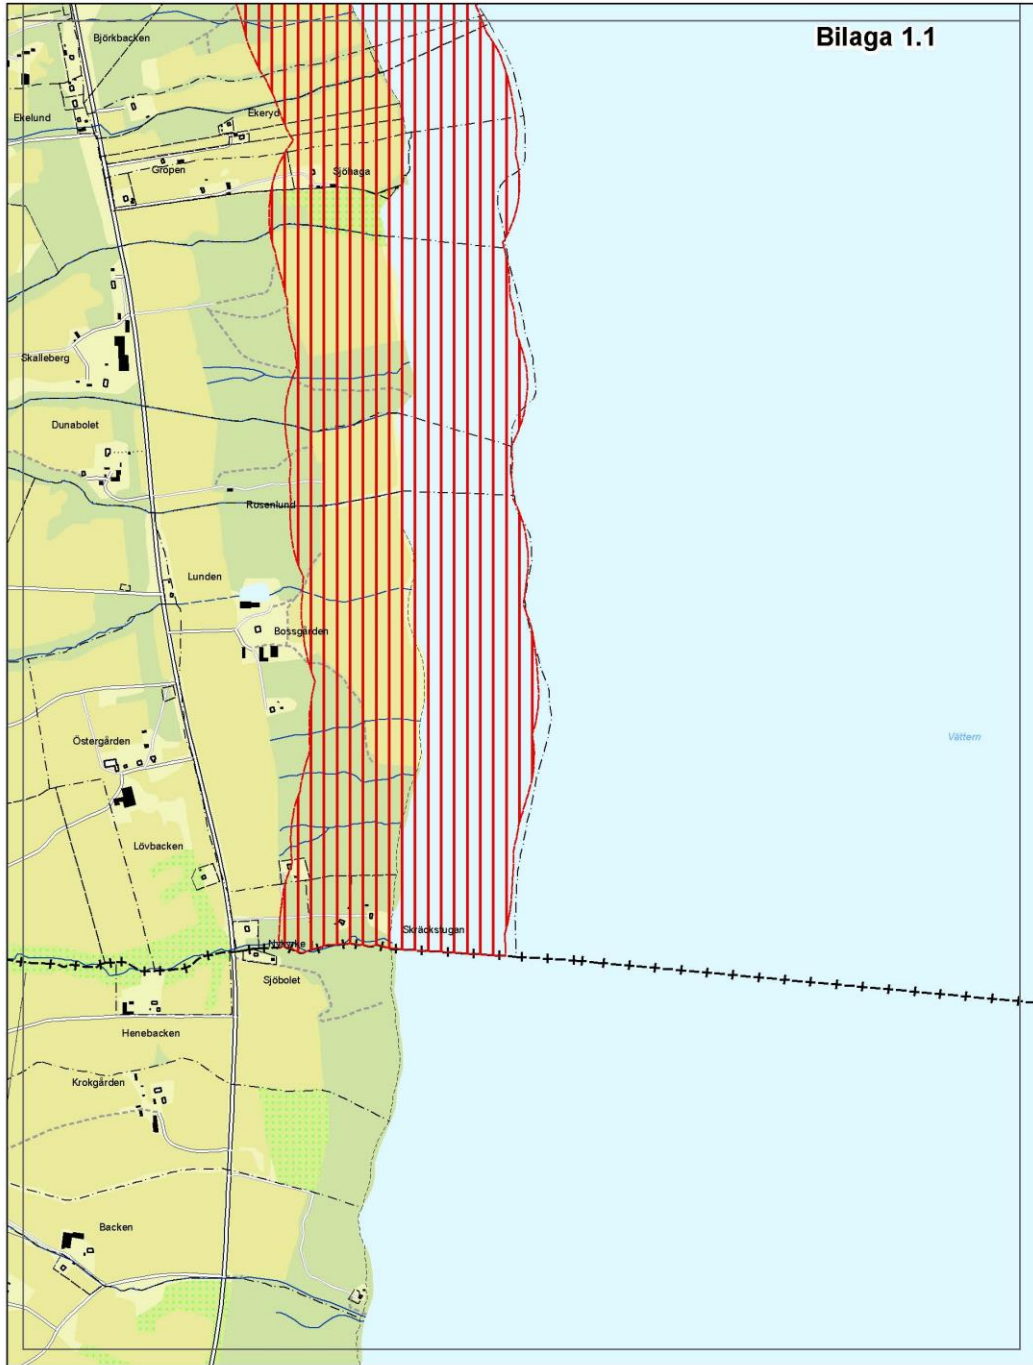 Bilaga 1.1
Björkbacken
Ekelund
Ekeryd
Gropen
Sjöhaga
Skalleberg
Dunabolet
Rosenlund
Lunden
Bossgården
Östergården
Vättern
Lövbacken
Skräckstugan
Sjöbolet
Henebacken
Krokgården
Backen